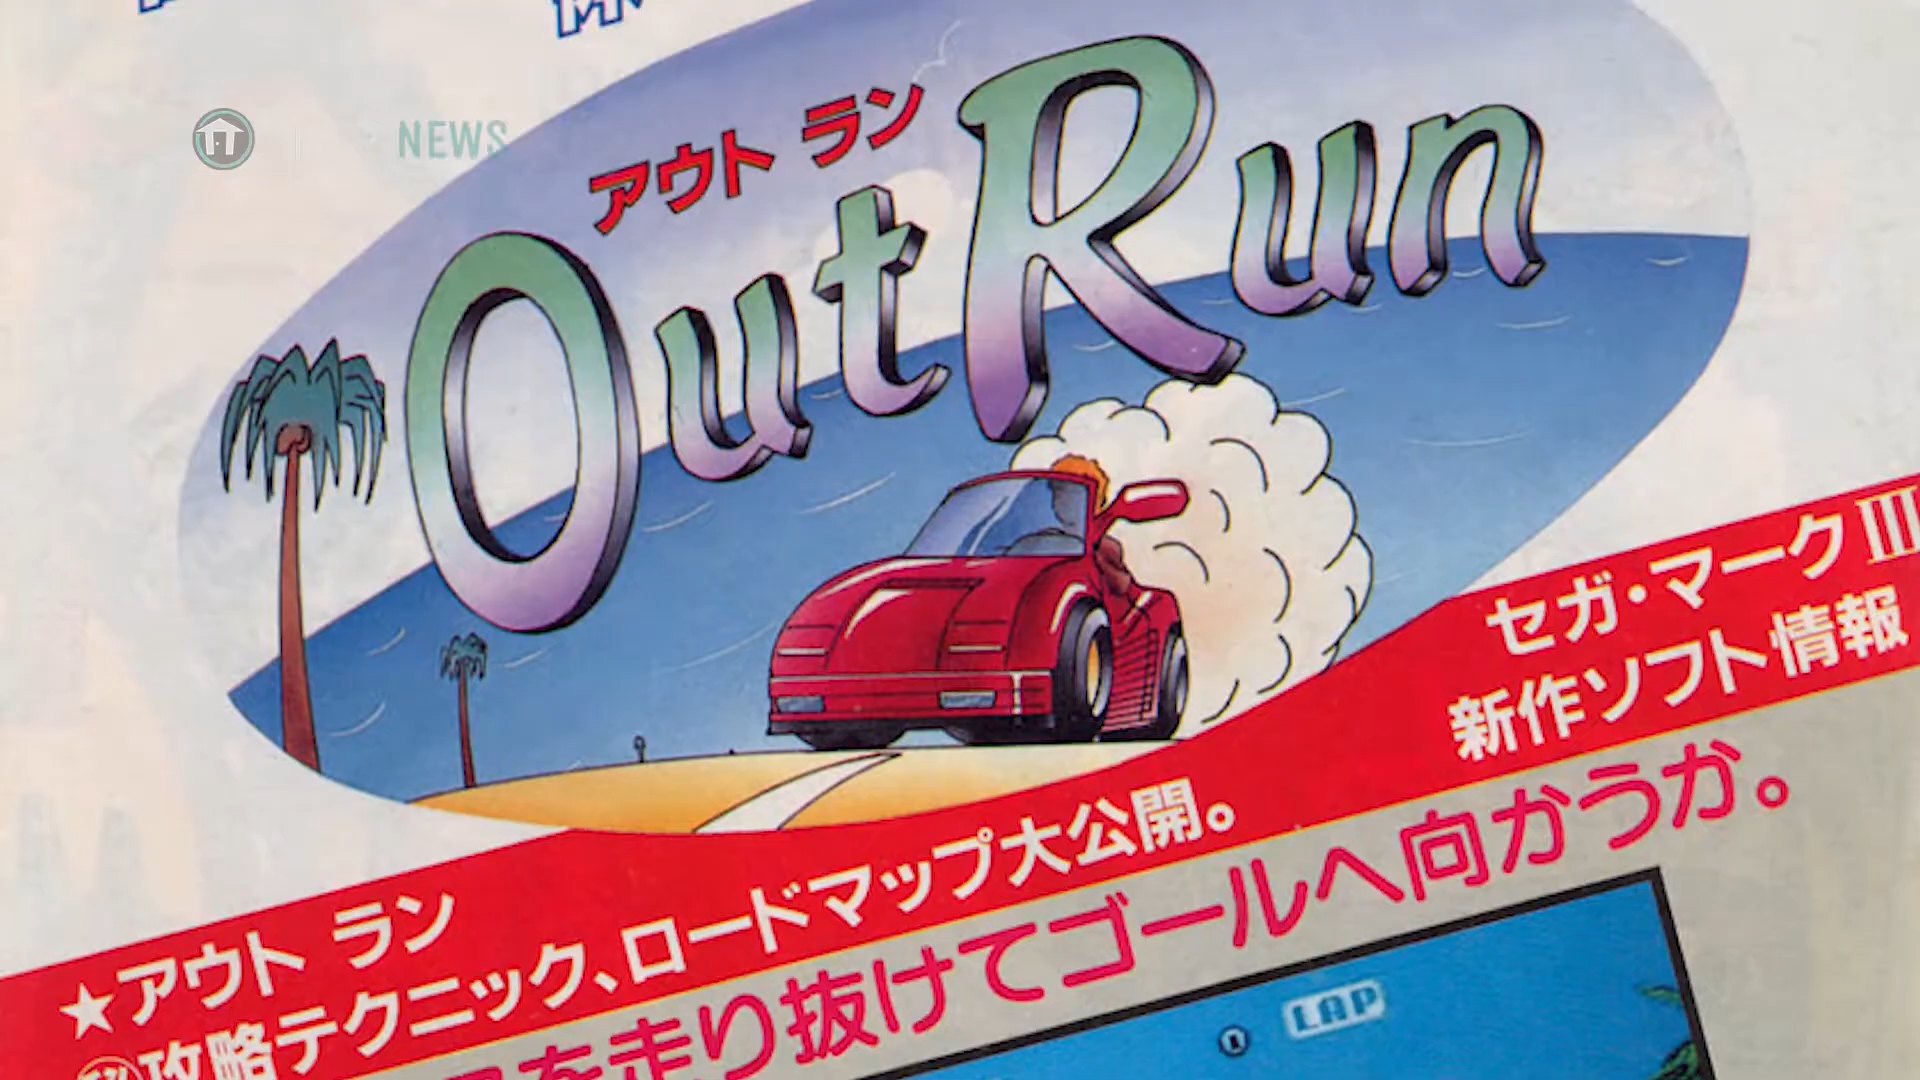 NEWS
アウト ラン
OutRun
セガ・マークIII
新作ソフト情報
★アウト ラン
攻略テクニック、ロードマップ大公開。
を走り抜けてゴールへ向かうか。
LAP